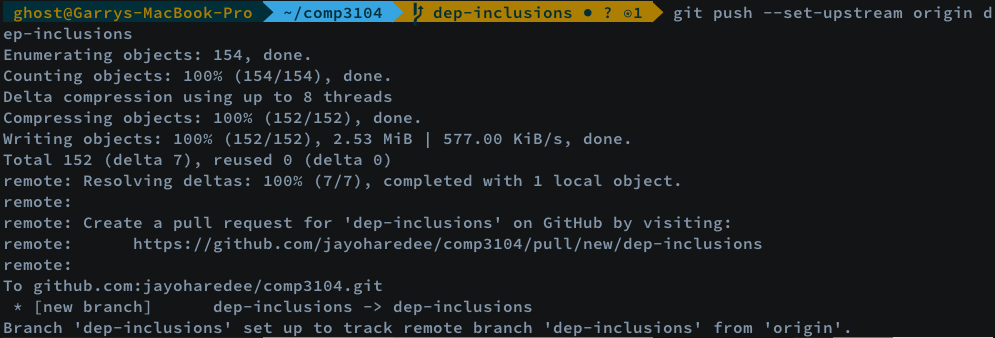 ghost@Garrys-MacBook-Pro ~/comp3104 dep-inclusions ● ? ⍟1 git push --set-upstream origin d
ep-inclusions
Enumerating objects: 154, done.
Counting objects: 100% (154/154), done.
Delta compression using up to 8 threads
Compressing objects: 100% (152/152), done.
Writing objects: 100% (152/152), 2.53 MiB | 577.00 KiB/s, done.
Total 152 (delta 7), reused 0 (delta 0)
remote: Resolving deltas: 100% (7/7), completed with 1 local object.
remote:
remote: Create a pull request for 'dep-inclusions' on GitHub by visiting:
remote:      https://github.com/jayoharedee/comp3104/pull/new/dep-inclusions
remote:
To github.com:jayoharedee/comp3104.git
 * [new branch]      dep-inclusions -> dep-inclusions
Branch 'dep-inclusions' set up to track remote branch 'dep-inclusions' from 'origin'.